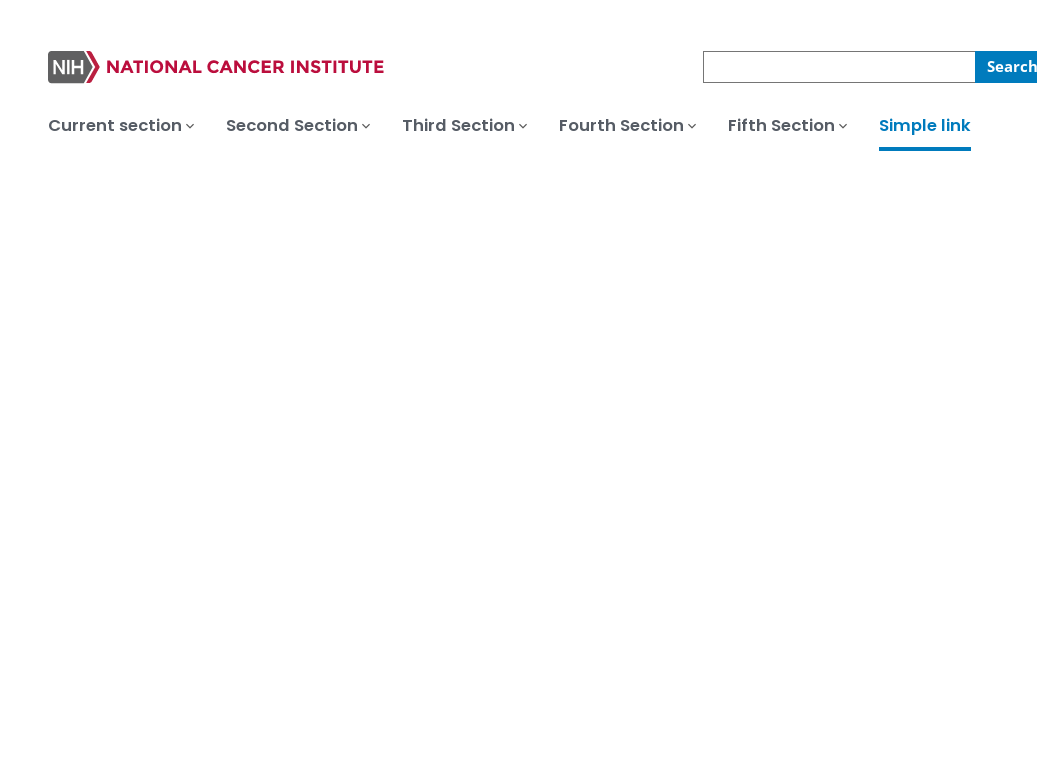 NIH NATIONAL CANCER INSTITUTE
Search
Current section Second Section Third Section Fourth Section Fifth Section Simple link